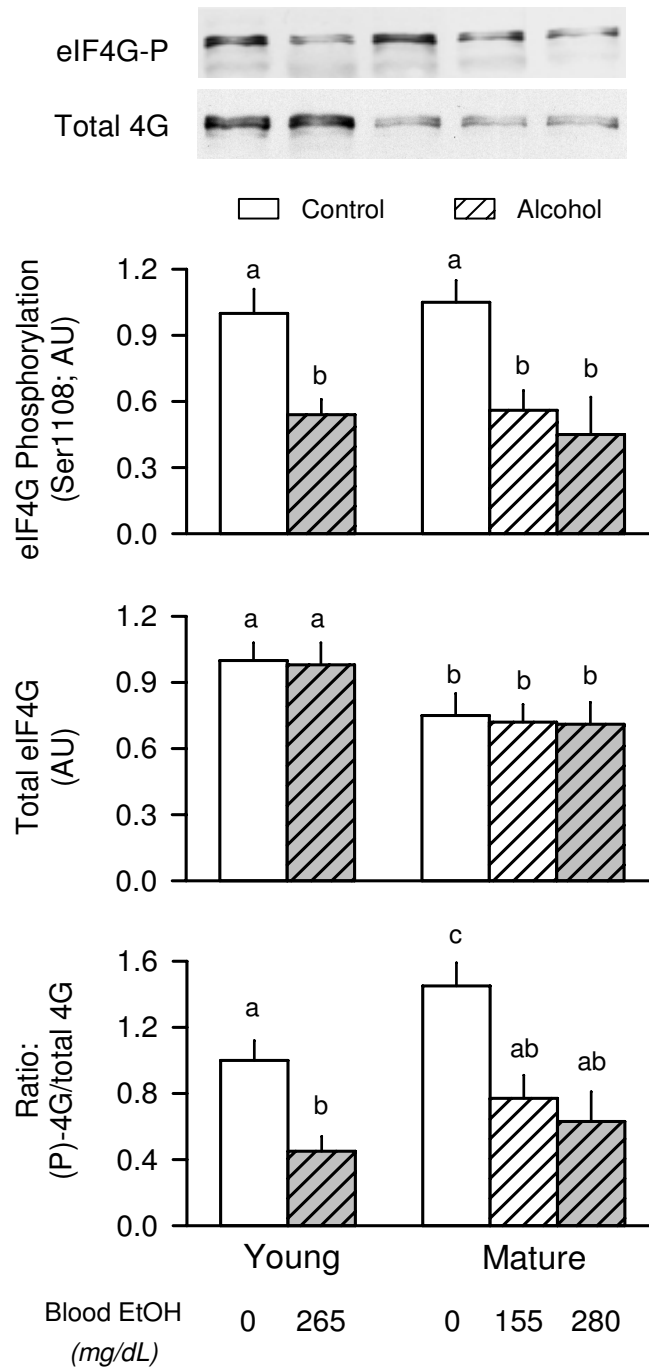 eIF4G-P
Total 4G
Control Alcohol
eIF4G Phosphorylation
(Ser1108; AU)
1.2
0.9
0.6
0.3
0.0
a
b
a
b
b
Total eIF4G
(AU)
1.2
0.9
0.6
0.3
0.0
a
a
b
b
b
Ratio:
(P)-4G/total 4G
1.6
1.2
0.8
0.4
0.0
a
b
c
ab
ab
Young Mature
Blood EtOH
(mg/dL)
0 265 0 155 280